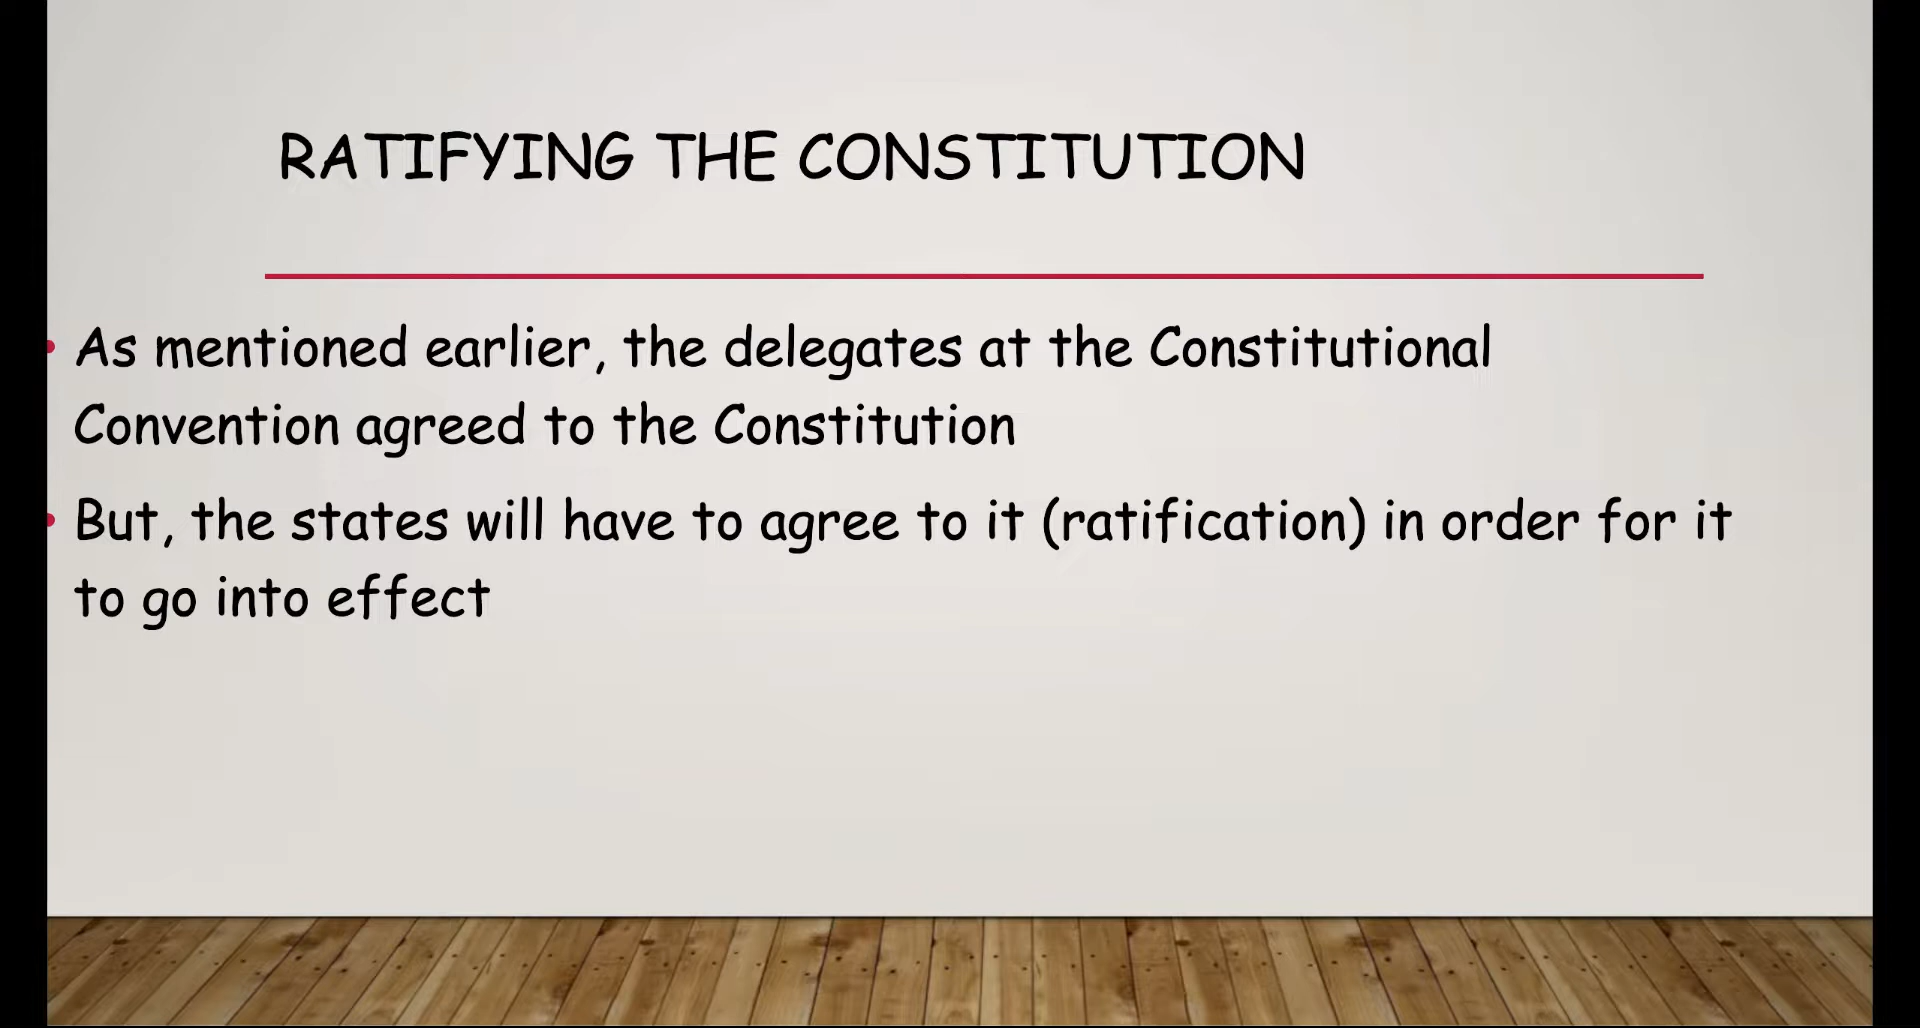 RATIFYING THE CONSTITUTION
• As mentioned earlier, the delegates at the Constitutional
Convention agreed to the Constitution
• But, the states will have to agree to it (ratification) in order for it
to go into effect